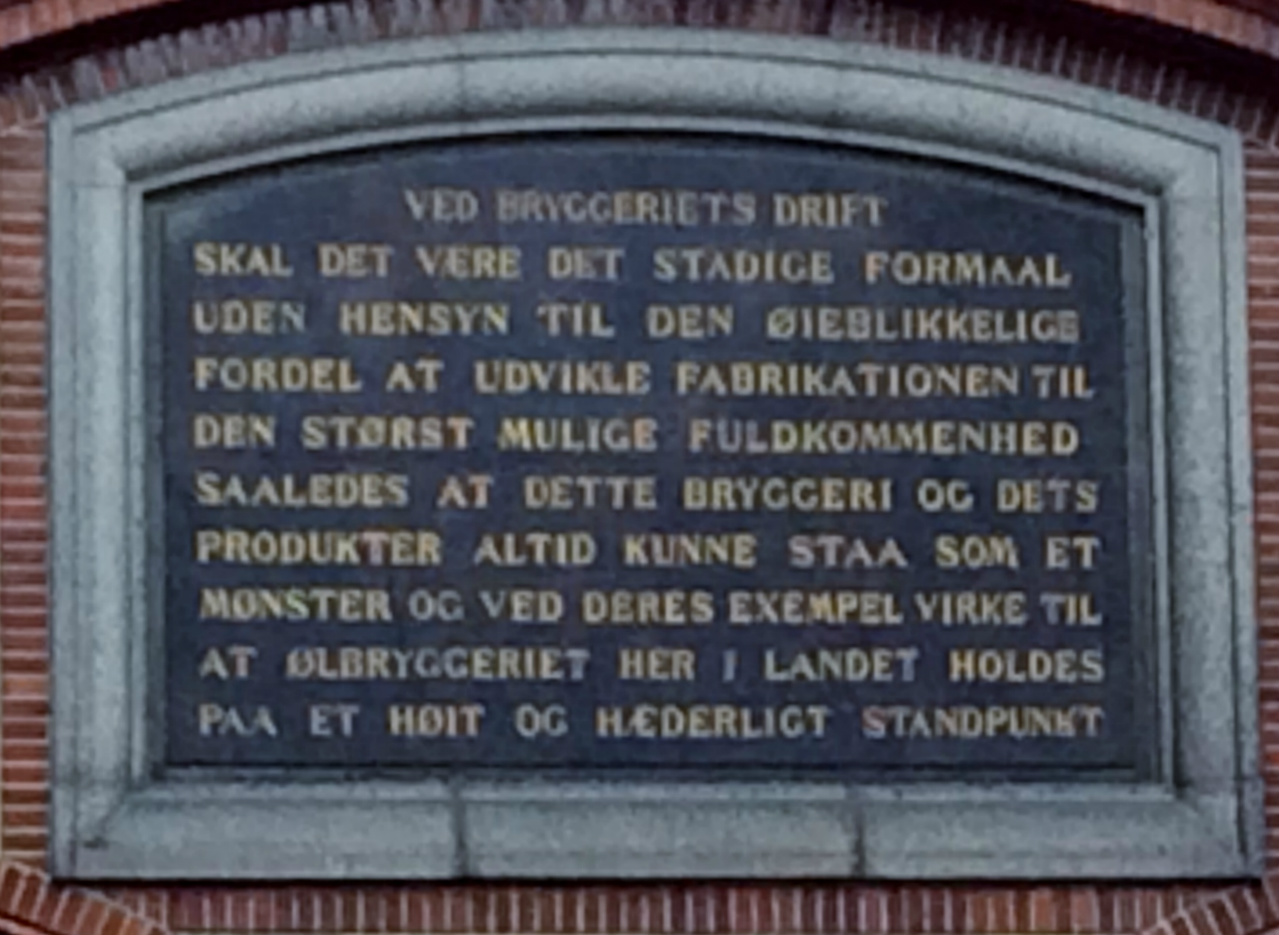 VED BRYGGERIETS DRIFT
SKAL DET VÆRE DET STADIGE FORMAAL
UDEN HENSYN TIL DEN ØIEBLIKKELIGE
FORDEL AT UDVIKLE FABRIKATIONEN TIL
DEN STØRST MULIGE FULDKOMMENHED
SAALEDES AT DETTE BRYGGERI OG DETS
PRODUKTER ALTID KUNNE STAA SOM ET
MØNSTER OG VED DERES EXEMPEL VIRKE TIL
AT ØLBRYGGERIET HER I LANDET HOLDES
PAA ET HØIT OG HÆDERLIGT STANDPUNKT